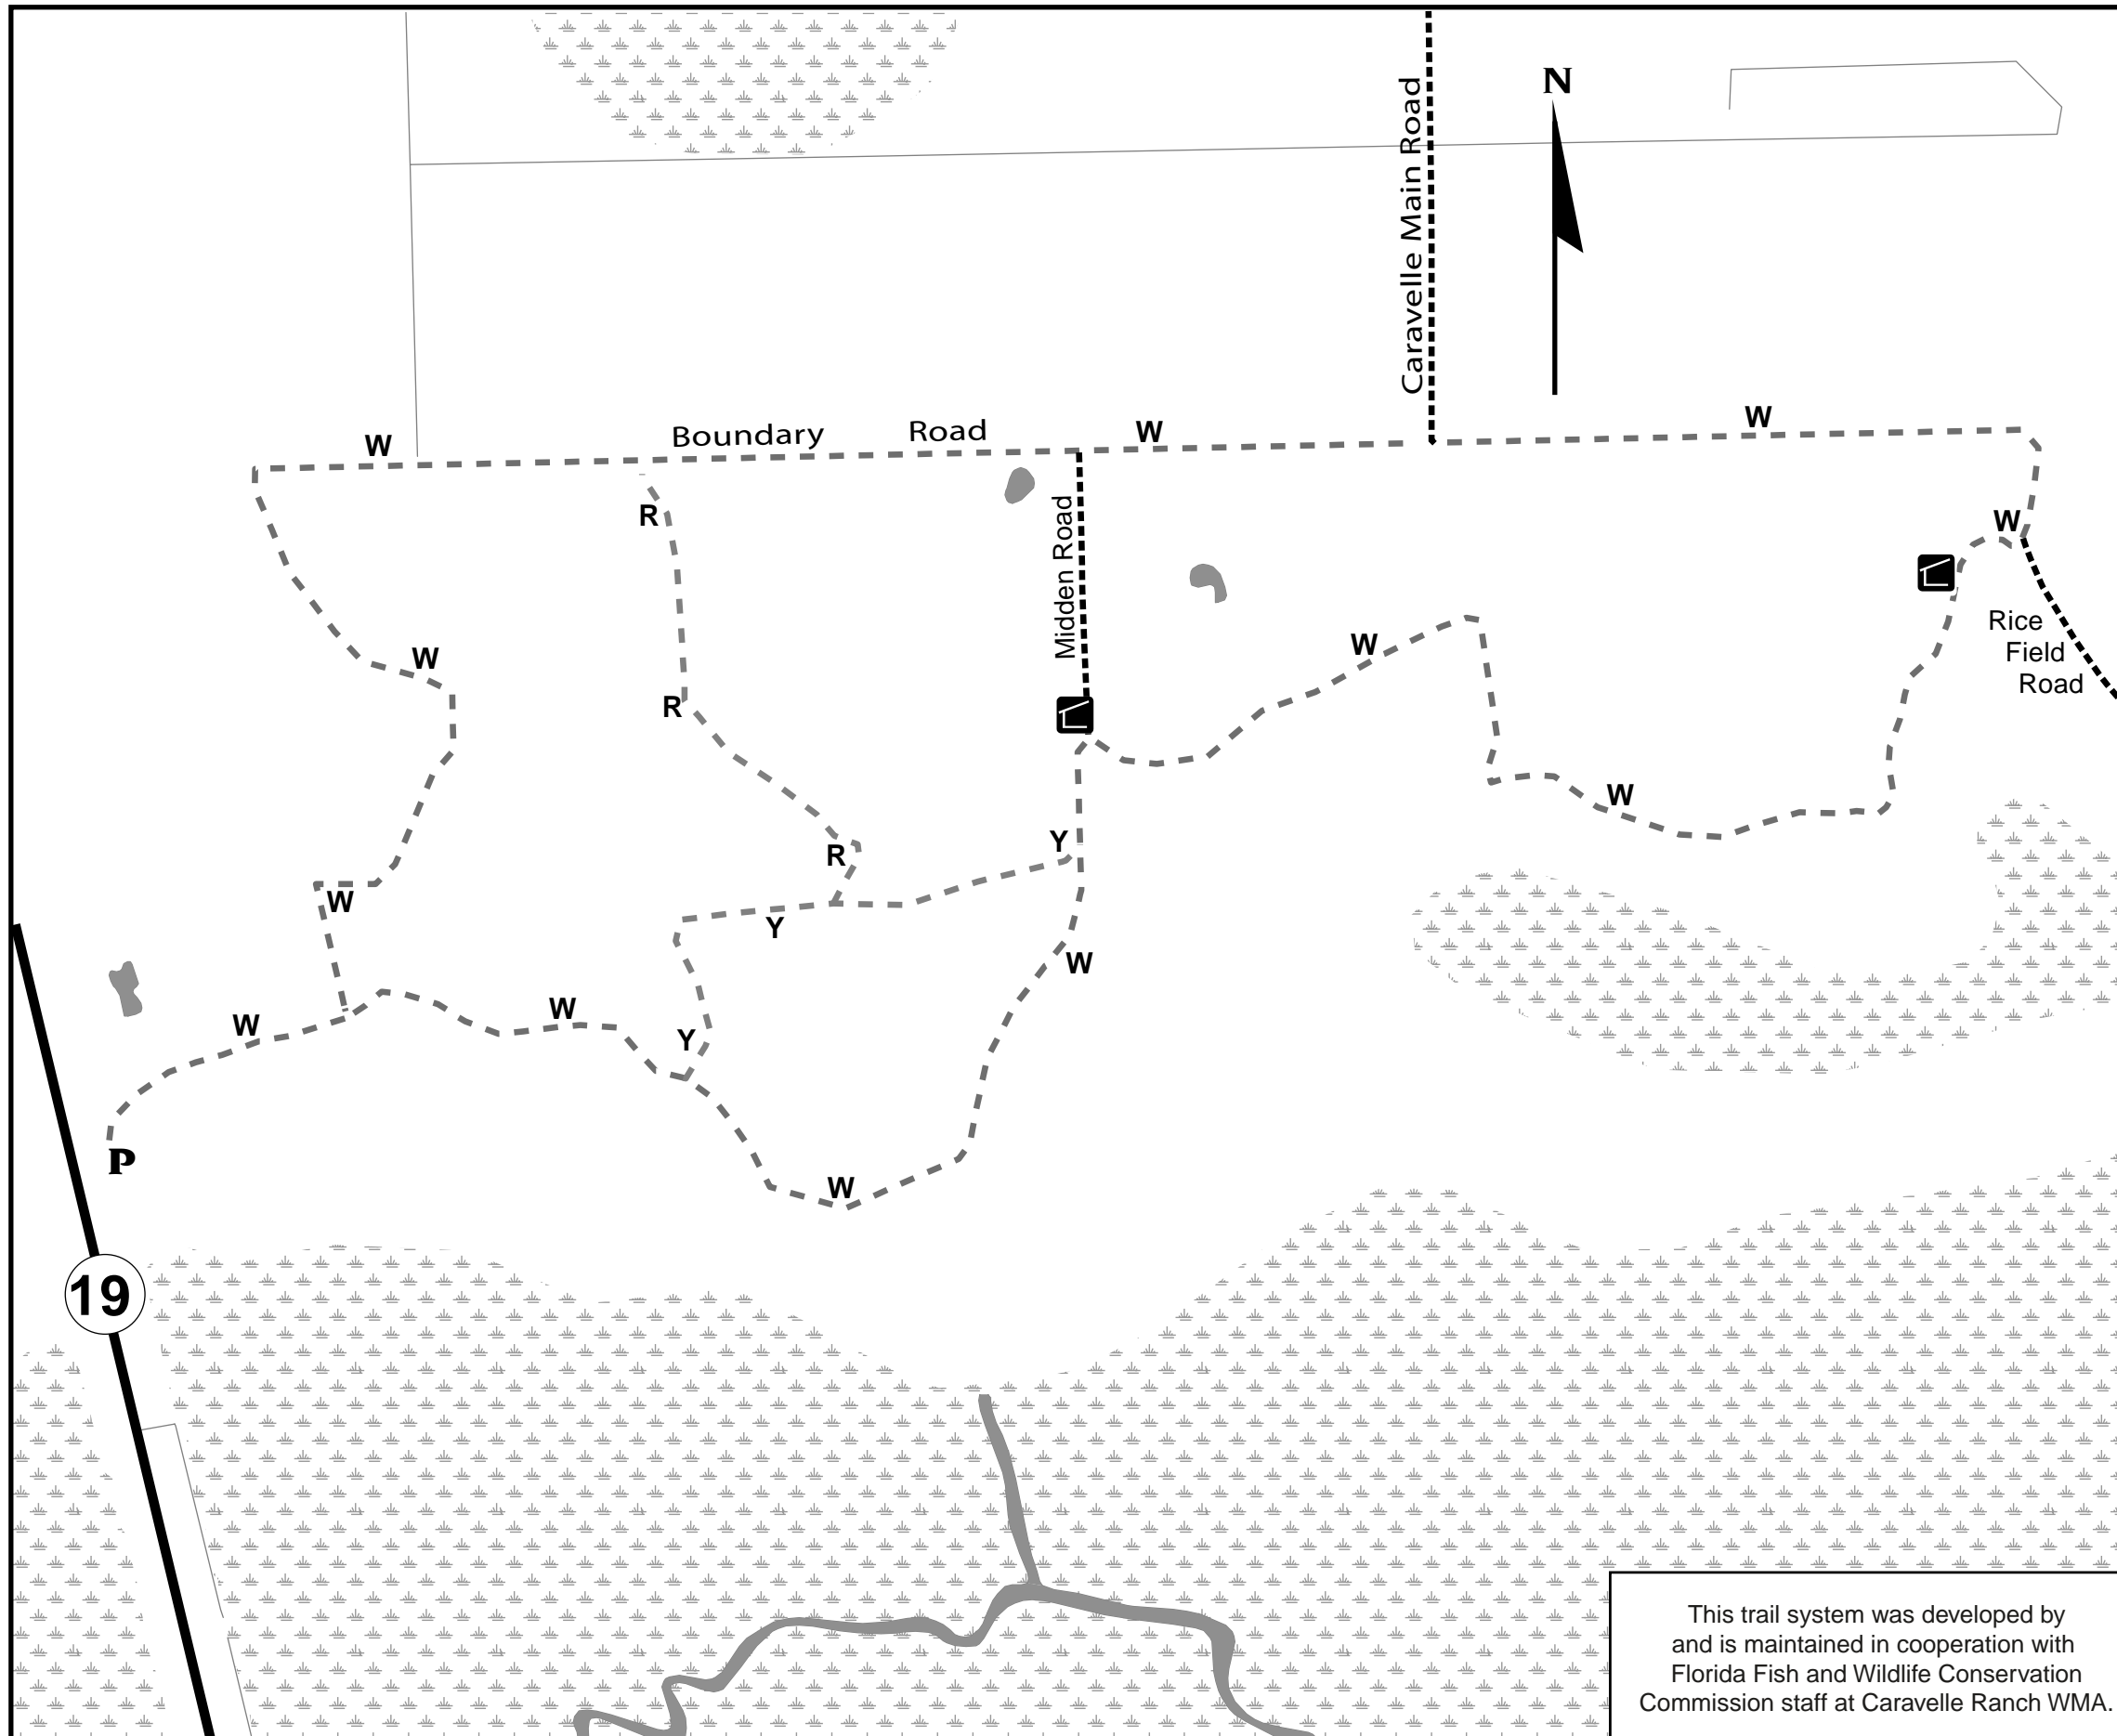 N
Caravelle Main Road
W
Boundary Road
W
W
R
Midden Road
W
Rice
Field
Road
W
W
R
W
R
Y
W
Y
W
W
W
Y
W
P
W
19
This trail system was developed by
and is maintained in cooperation with
Florida Fish and Wildlife Conservation
Commission staff at Caravelle Ranch WMA.